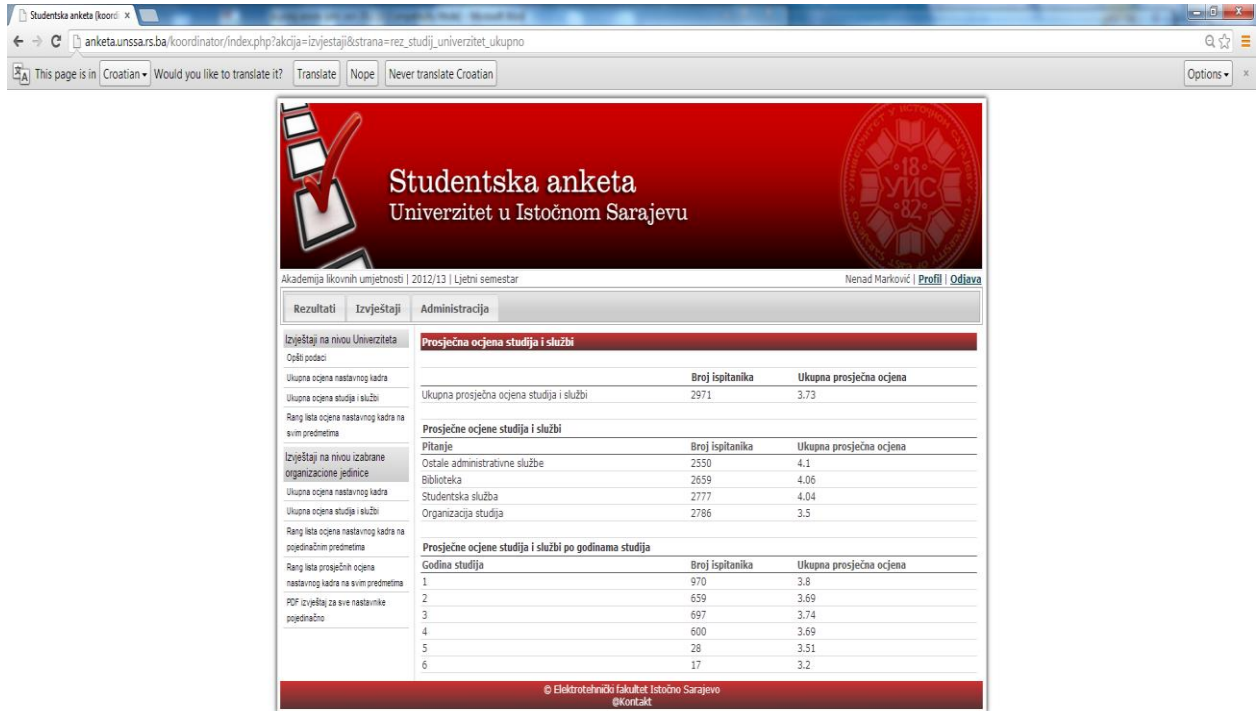 Studentska anketa (koord
anketa.unssa.rs.ba/koordinator/index.php?akcija=izvjestaji&strana=rez_studij_univerzitet_ukupno
This page is in Croatian Would you like to translate it? Translate Nope Never translate Croatian Options
Studentska anketa
Univerzitet u Istočnom Sarajevu
УНИВЕРЗИТЕТ У ИСТОЧНОМ САРАЈЕВУ
18
УИС
82
Akademija likovnih umjetnosti | 2012/13 | Ljetni semestar Nenad Marković | Profil | Odjava
Rezultati Izvještaji Administracija
Izvještaji na nivou Univerziteta
Opšti podaci
Ukupna ocjena nastavnog kadra
Ukupna ocjena studija i službi
Rang lista ocjena nastavnog kadra na
svim predmetima
Izvještaji na nivou izabrane
organizacione jedinice
Ukupna ocjena nastavnog kadra
Ukupna ocjena studija i službi
Rang lista ocjena nastavnog kadra na
pojedinačnim predmetima
Rang lista prosječnih ocjena
nastavnog kadra na svim predmetima
PDF izvještaj za sve nastavnike
pojedinačno
Prosječna ocjena studija i službi
Broj ispitanika Ukupna prosječna ocjena
Ukupna prosječna ocjena studija i službi 2971 3.73
Prosječne ocjene studija i službi
Pitanje Broj ispitanika Ukupna prosječna ocjena
Ostale administrativne službe 2550 4.1
Biblioteka 2659 4.06
Studentska služba 2777 4.04
Organizacija studija 2786 3.5
Prosječne ocjene studija i službi po godinama studija
Godina studija Broj ispitanika Ukupna prosječna ocjena
1 970 3.8
2 659 3.69
3 697 3.74
4 600 3.69
5 28 3.51
6 17 3.2
© Elektrotehnički fakultet Istočno Sarajevo
@Kontakt